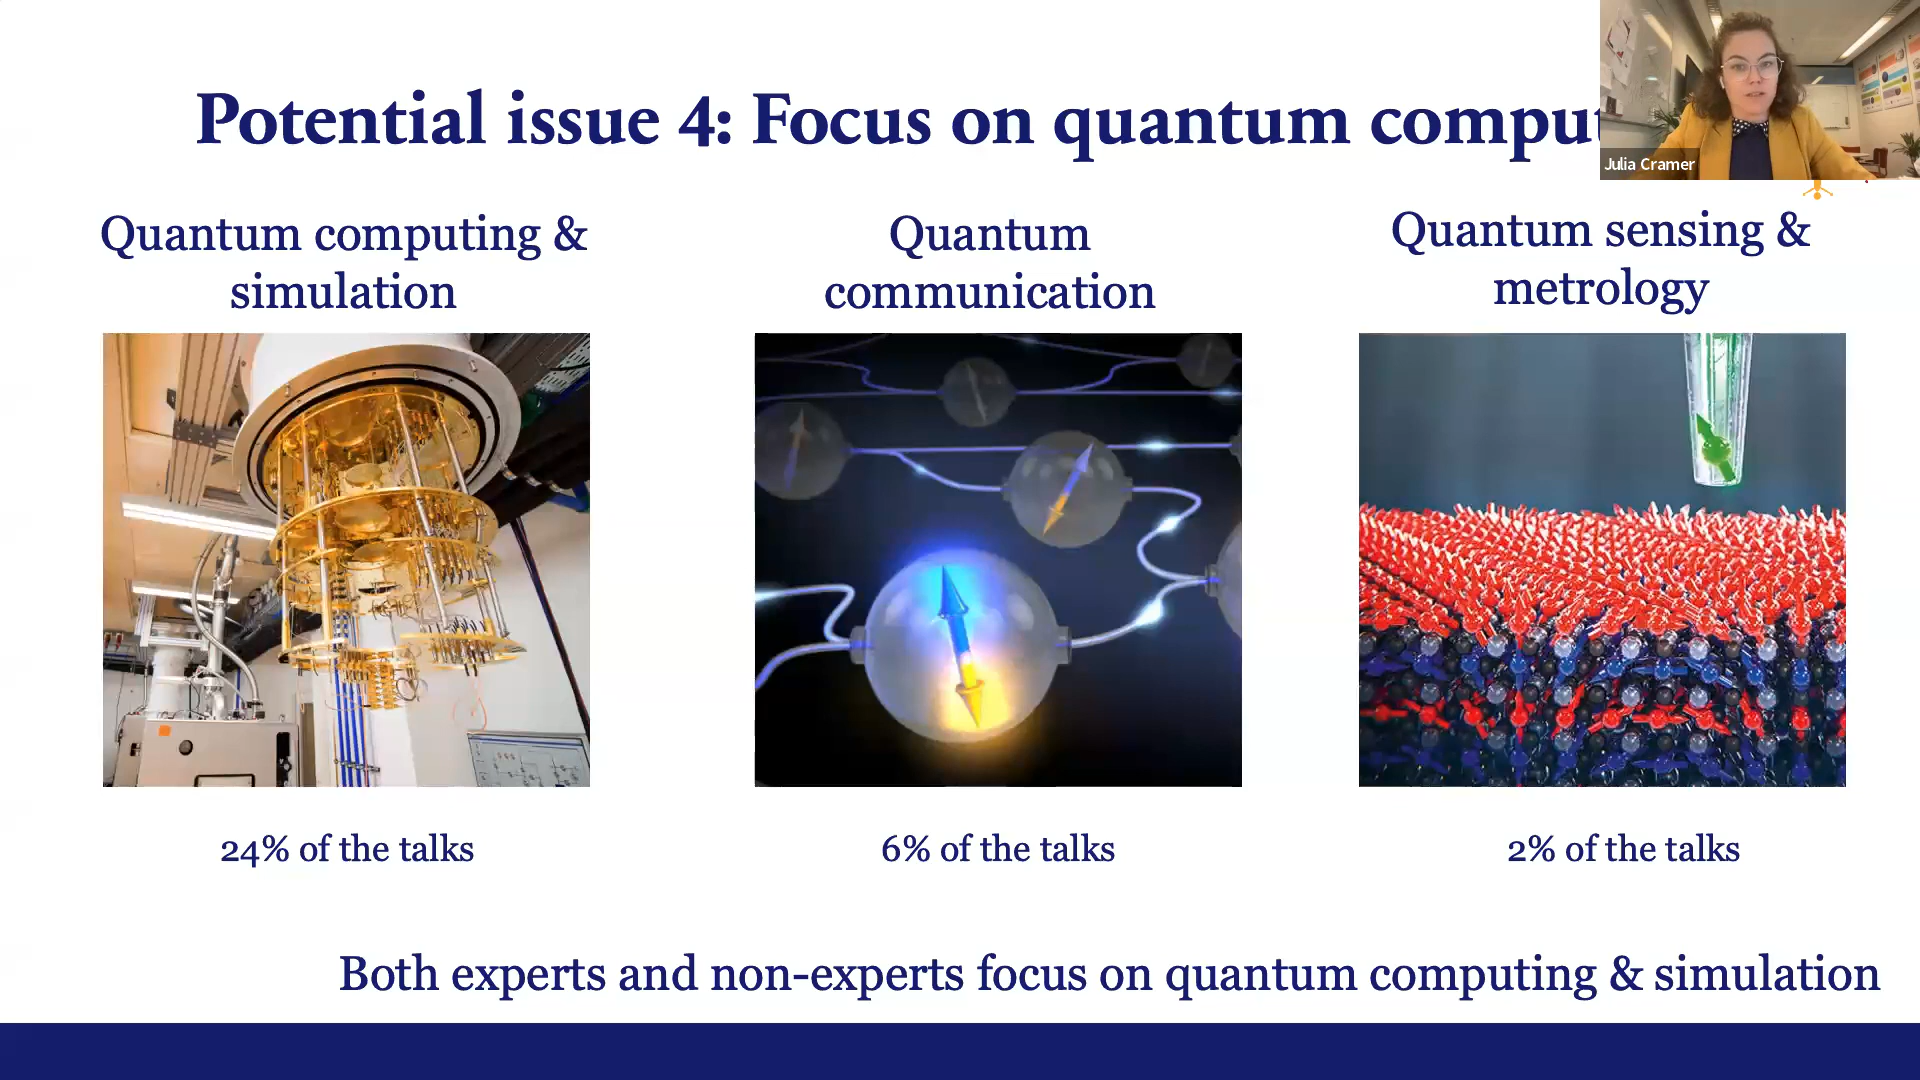 Potential issue 4: Focus on quantum
Julia Cramer
Quantum computing &
simulation
Quantum
communication
Quantum sensing &
metrology
24% of the talks
6% of the talks
2% of the talks
Both experts and non-experts focus on quantum computing & simulation